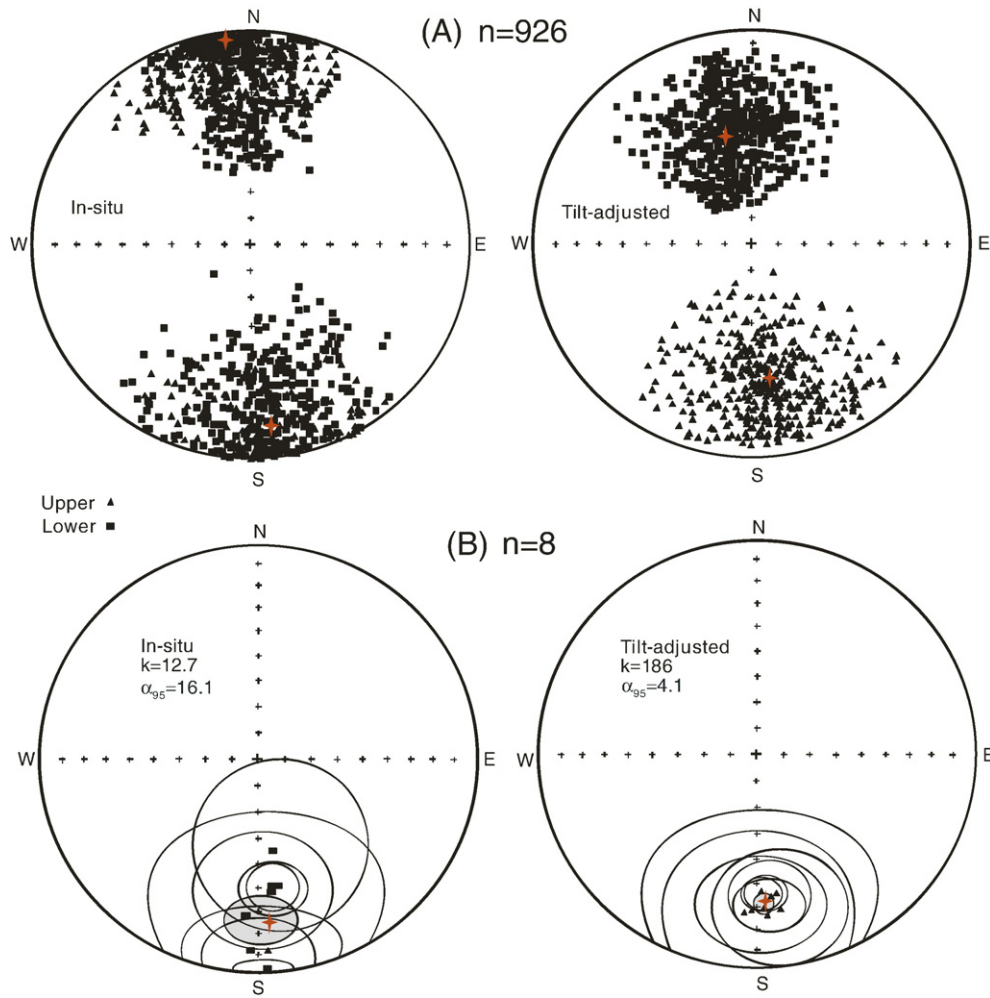 N
(A) n=926
N
In-situ
Tilt-adjusted
W
E
W
E
S
S
Upper
Lower
N
(B) n=8
N
In-situ
k=12.7
α95=16.1
Tilt-adjusted
k=186
α95=4.1
W
E
W
E
S
S